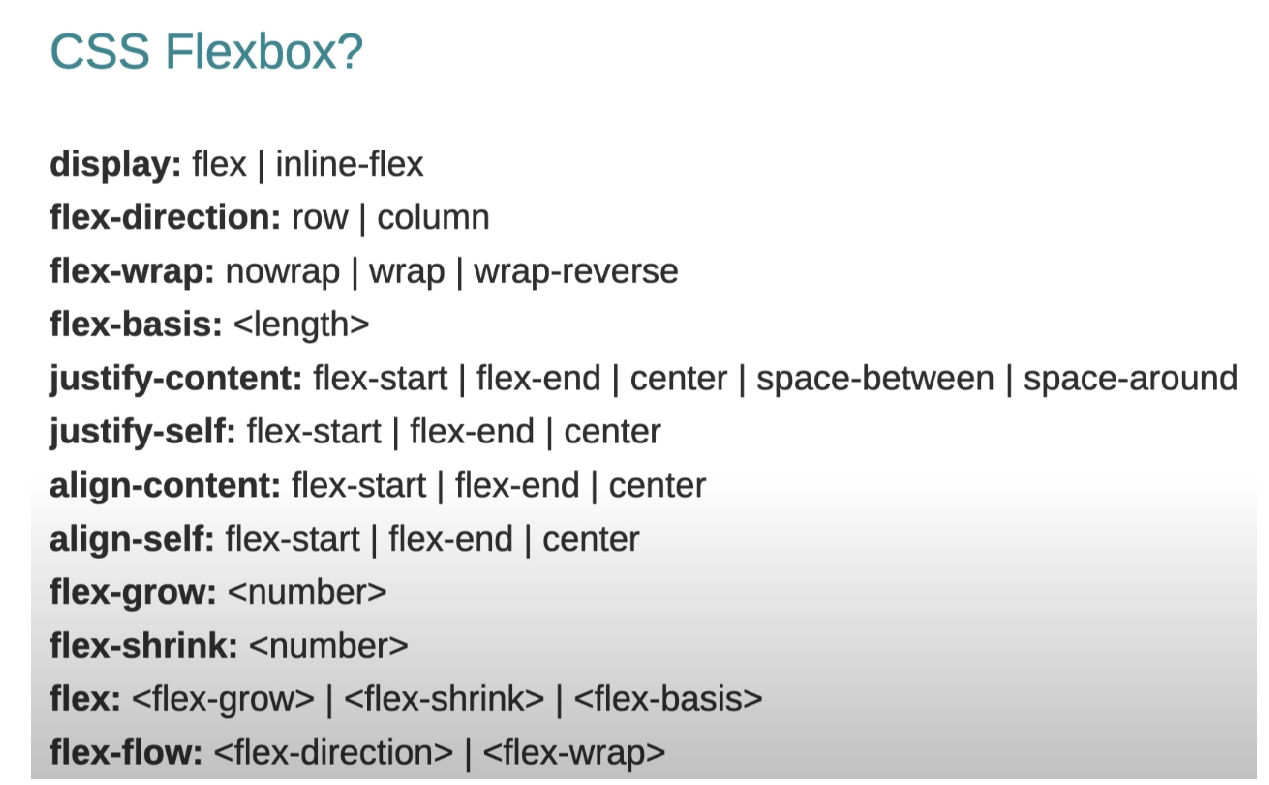 CSS Flexbox?
display: flex | inline-flex
flex-direction: row | column
flex-wrap: nowrap | wrap | wrap-reverse
flex-basis: <length>
justify-content: flex-start | flex-end | center | space-between | space-around
justify-self: flex-start | flex-end | center
align-content: flex-start | flex-end | center
align-self: flex-start | flex-end | center
flex-grow: <number>
flex-shrink: <number>
flex: <flex-grow> | <flex-shrink> | <flex-basis>
flex-flow: <flex-direction> | <flex-wrap>